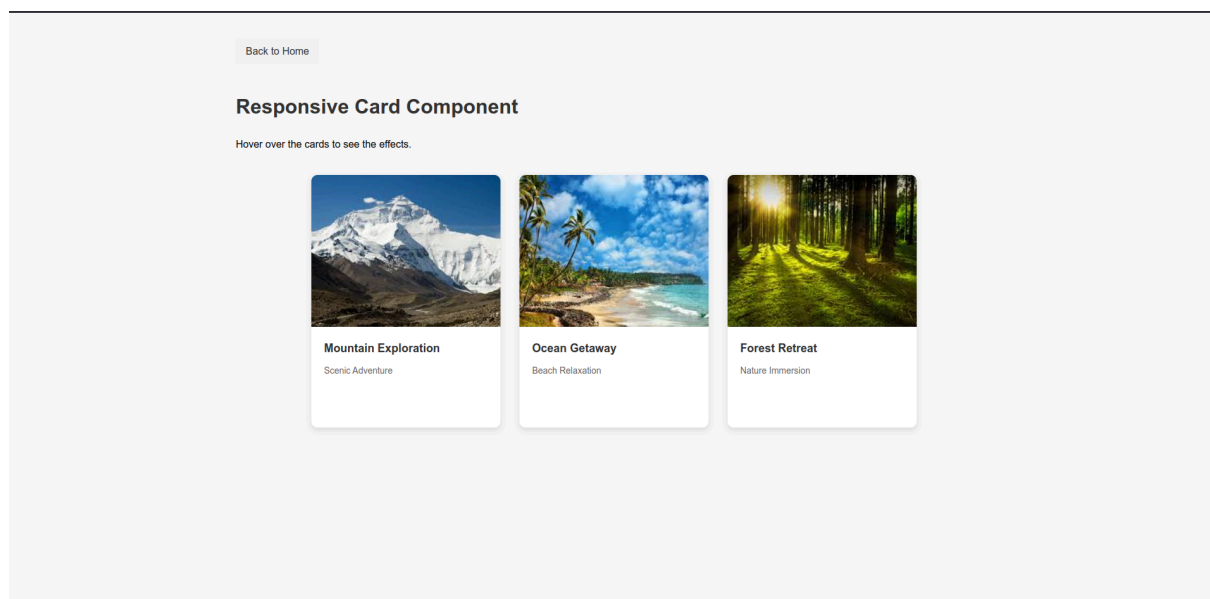 Back to Home
Responsive Card Component
Hover over the cards to see the effects.
Mountain Exploration
Scenic Adventure
Ocean Getaway
Beach Relaxation
Forest Retreat
Nature Immersion